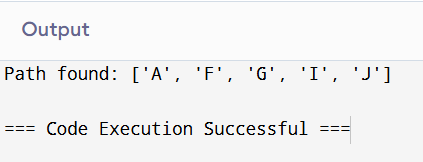 Output
Path found: ['A', 'F', 'G', 'I', 'J']
=== Code Execution Successful ===